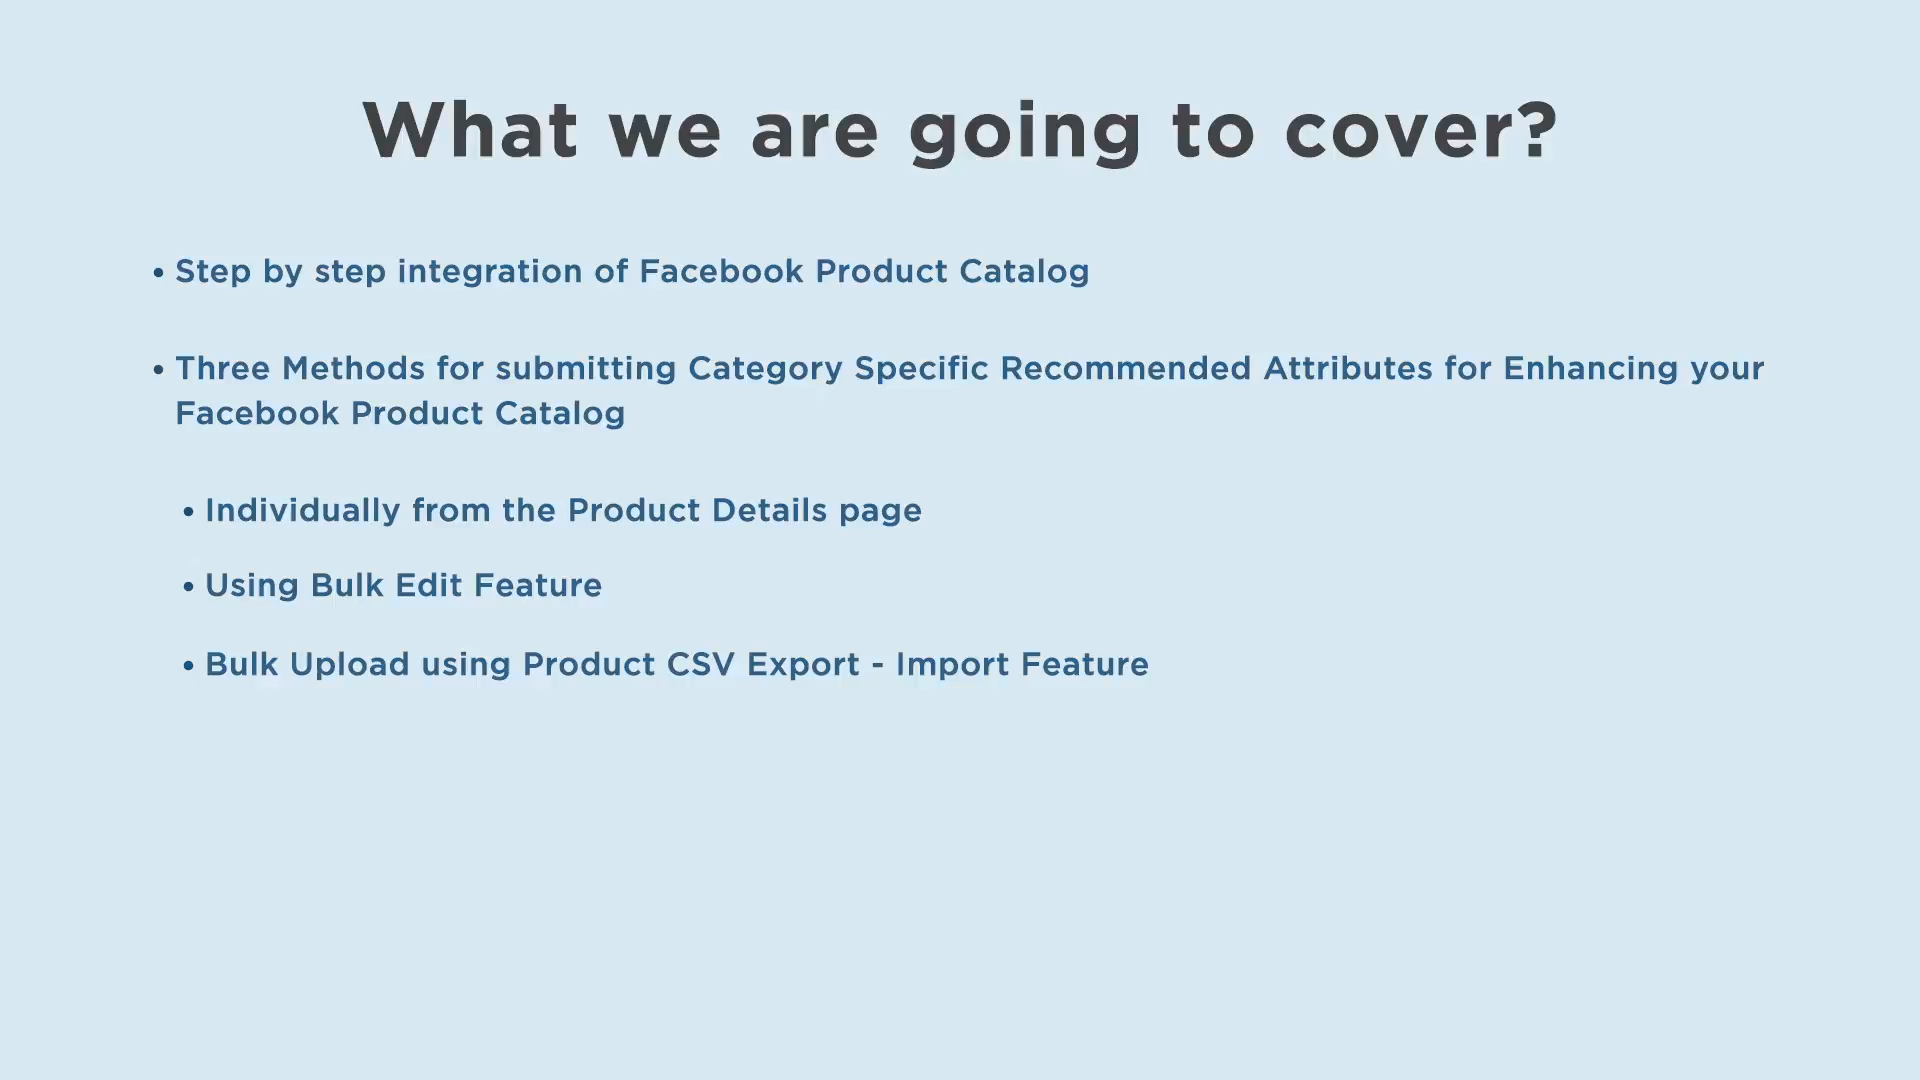 What we are going to cover?
• Step by step integration of Facebook Product Catalog
• Three Methods for submitting Category Specific Recommended Attributes for Enhancing your
Facebook Product Catalog
• Individually from the Product Details page
• Using Bulk Edit Feature
• Bulk Upload using Product CSV Export - Import Feature